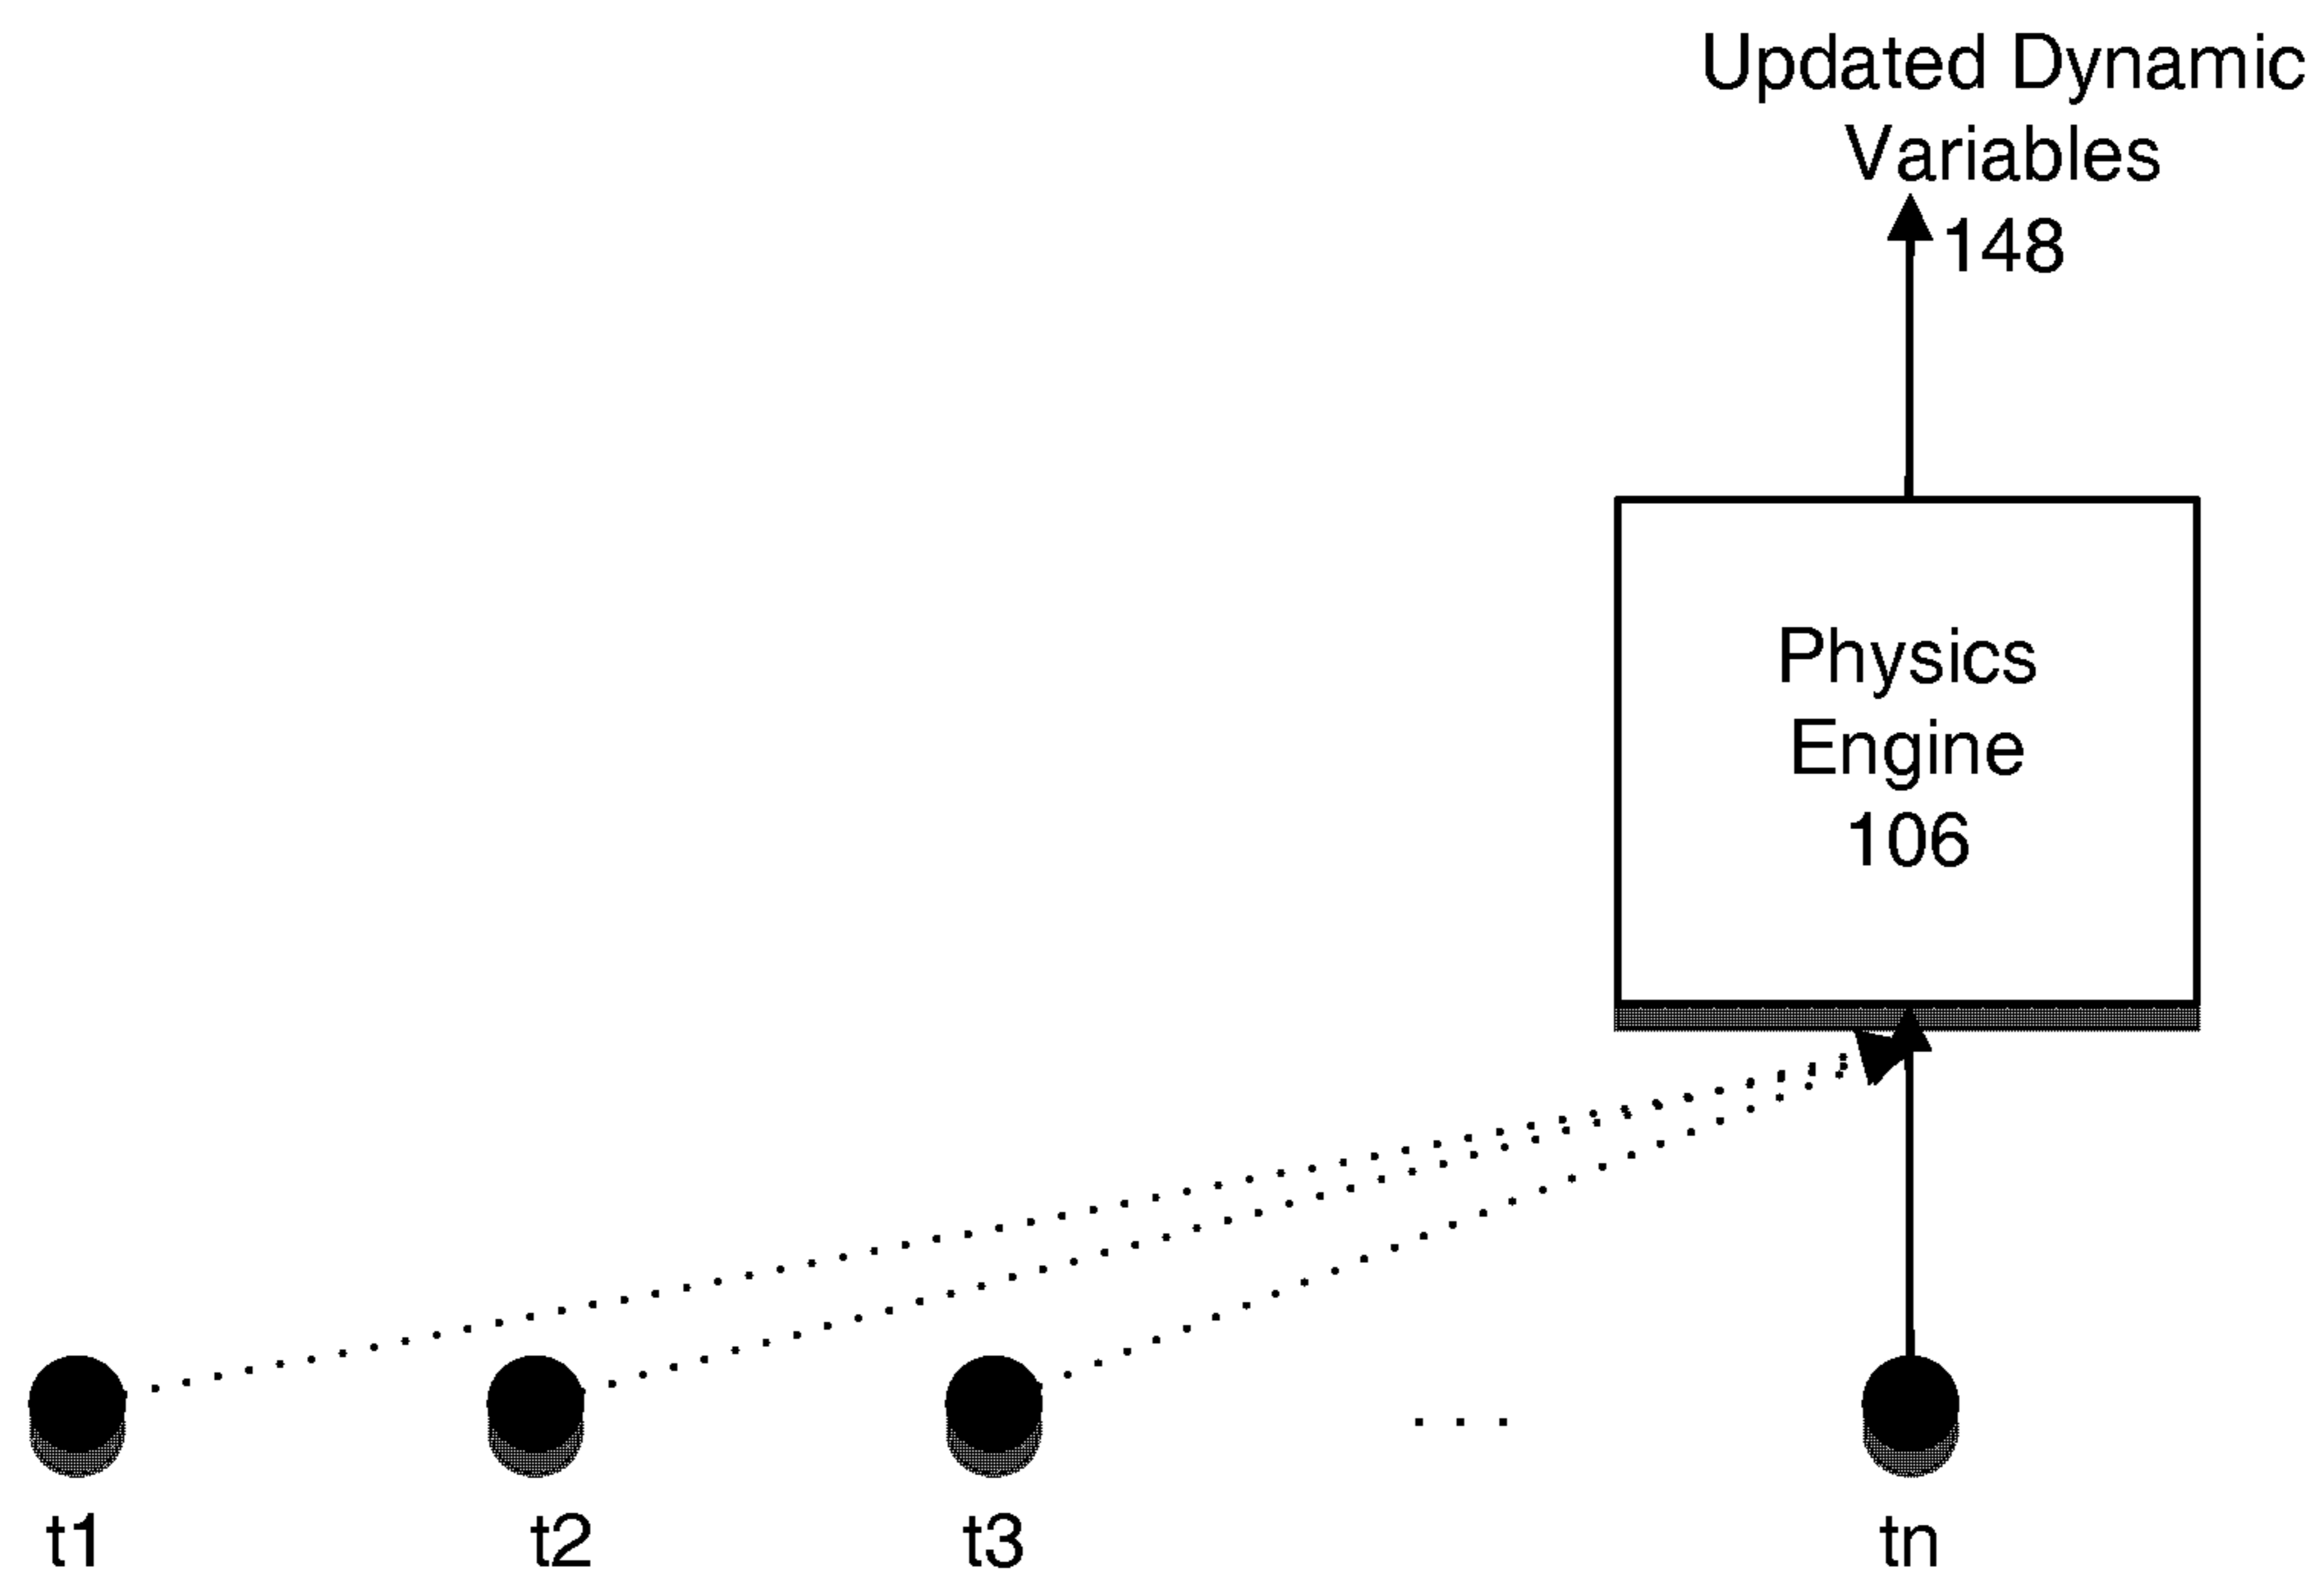 Updated Dynamic
Variables
148
Physics
Engine
106
. . .
t1
t2
t3
tn